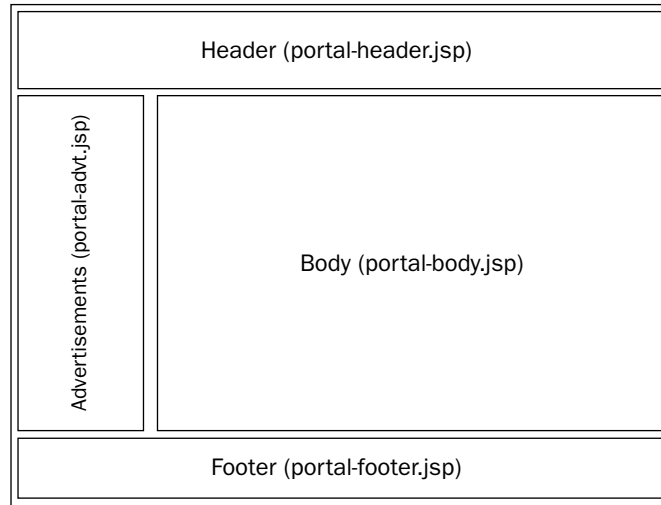 Header (portal-header.jsp)
Advertisements (portal-advt.jsp)
Body (portal-body.jsp)
Footer (portal-footer.jsp)